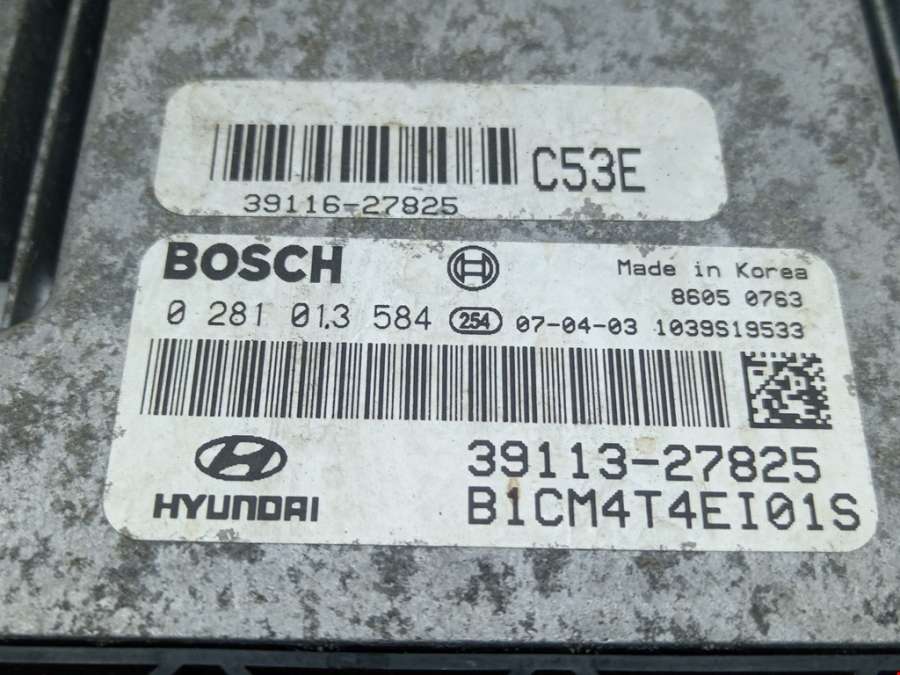 C53E
39116-27825
BOSCH
Made in Korea
8605 0763
0 281 013 584 254 07-04-03 1039S19533
HYUNDAI
39113-27825
B1CM4T4EI01S